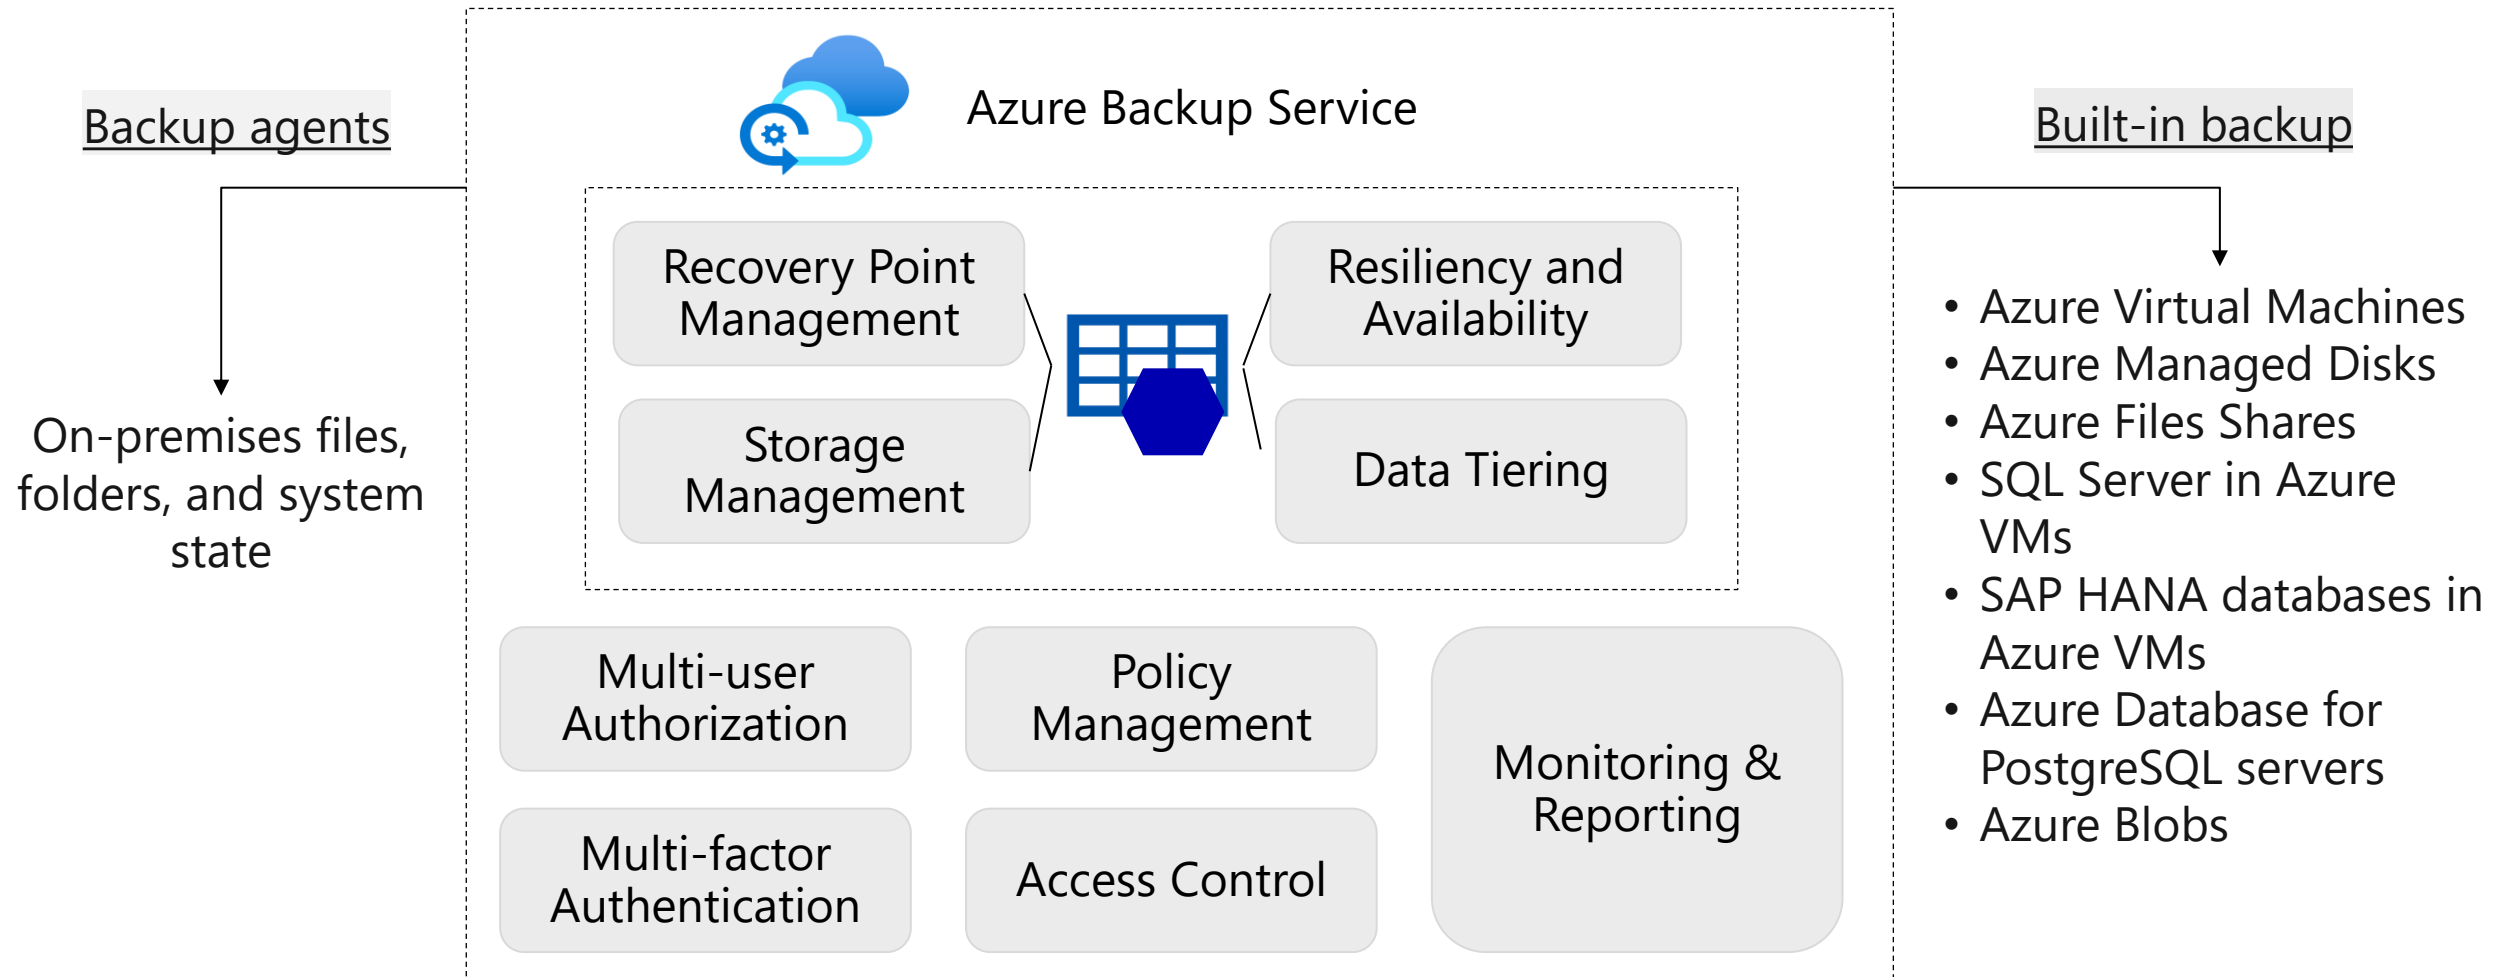 Backup agents
On-premises files,
folders, and system
state
Azure Backup Service
Recovery Point
Management
Resiliency and
Availability
Storage
Management
Data Tiering
Multi-user
Authorization
Policy
Management
Monitoring &
Reporting
Multi-factor
Authentication
Access Control
Built-in backup
• Azure Virtual Machines
• Azure Managed Disks
• Azure Files Shares
• SQL Server in Azure
VMs
• SAP HANA databases in
Azure VMs
• Azure Database for
PostgreSQL servers
• Azure Blobs